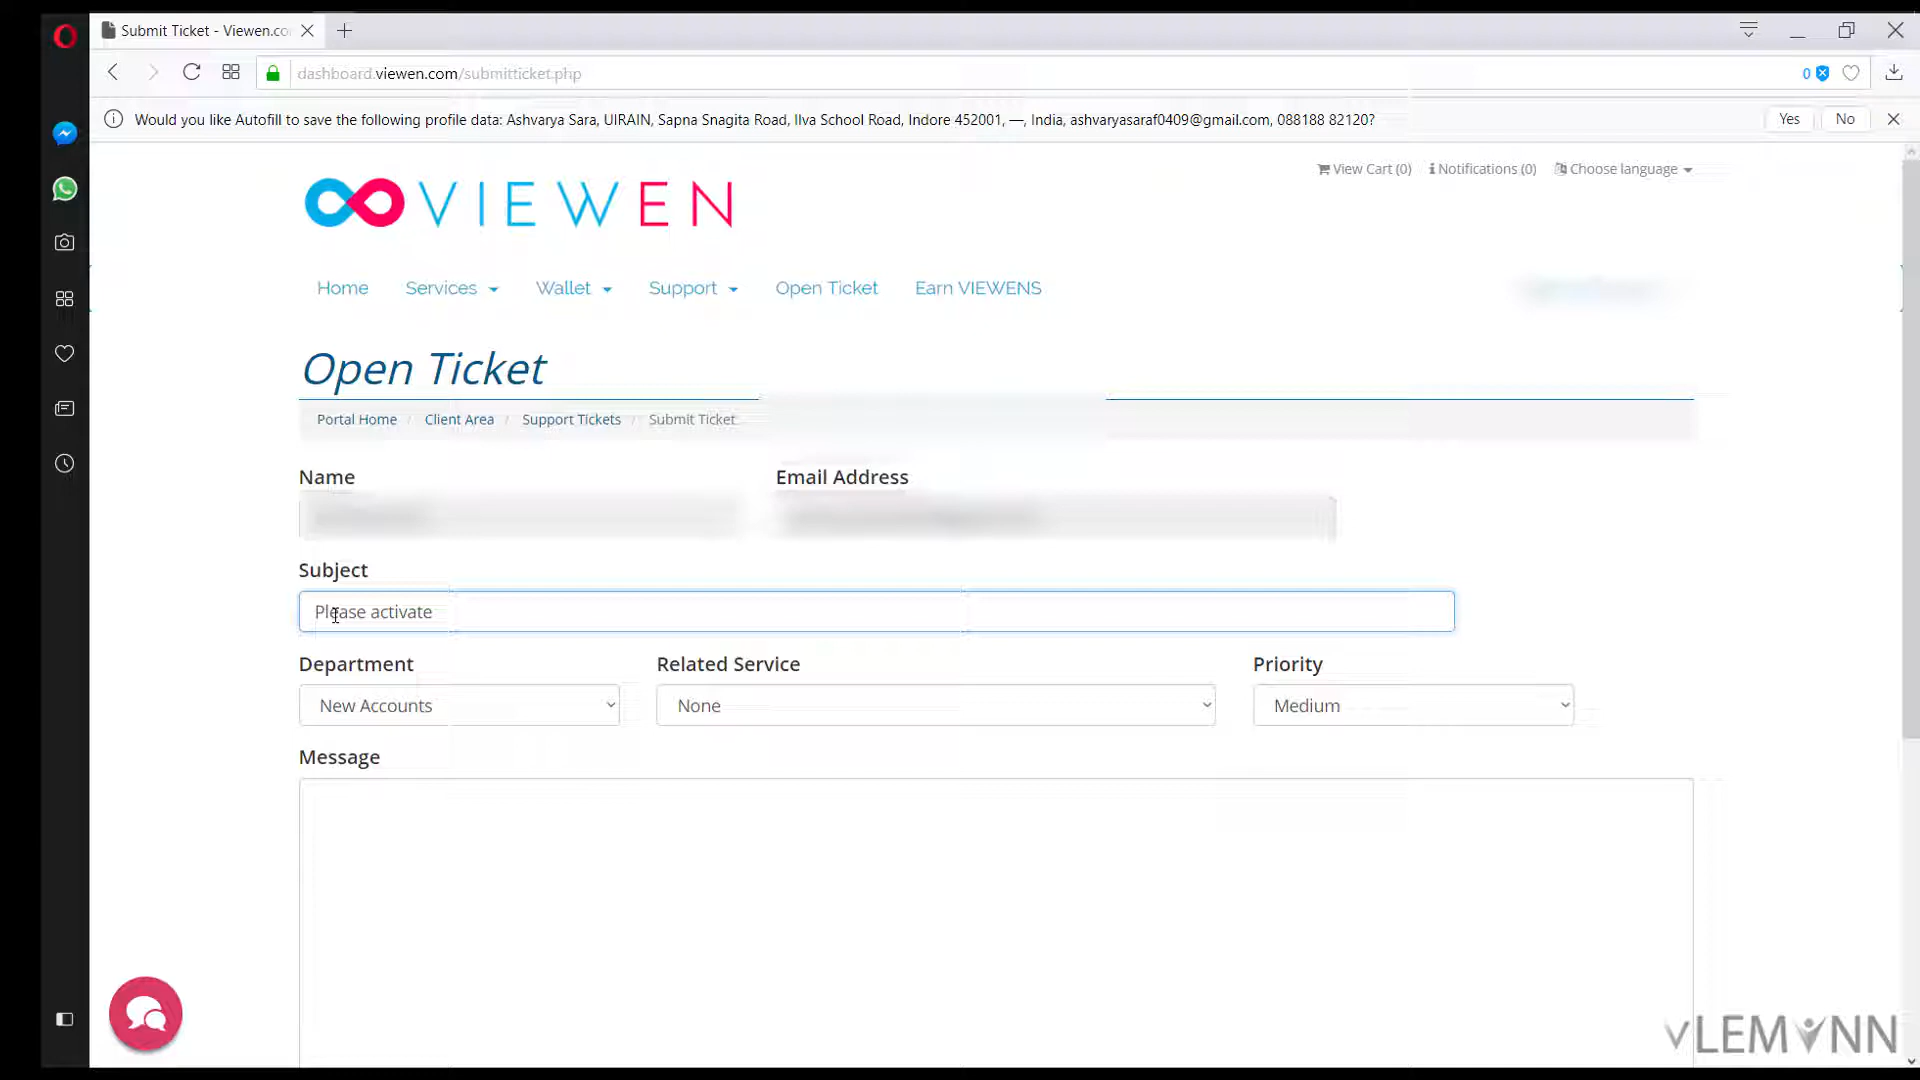 Submit Ticket - Viewen.co
dashboard.viewen.com/submitticket.php
0
Would you like Autofill to save the following profile data: Ashvarya Sara, UIRAIN, Sapna Snagita Road, Ilva School Road, Indore 452001, —, India, ashvaryasaraf0409@gmail.com, 088188 82120?
Yes
No
View Cart (0)
Notifications (0)
Choose language
VIEWEN
Home
Services
Wallet
Support
Open Ticket
Earn VIEWENS
Open Ticket
Portal Home / Client Area / Support Tickets / Submit Ticket
Name
Email Address
Subject
Please activate
Department
Related Service
Priority
New Accounts
None
Medium
Message
vLEMYNN